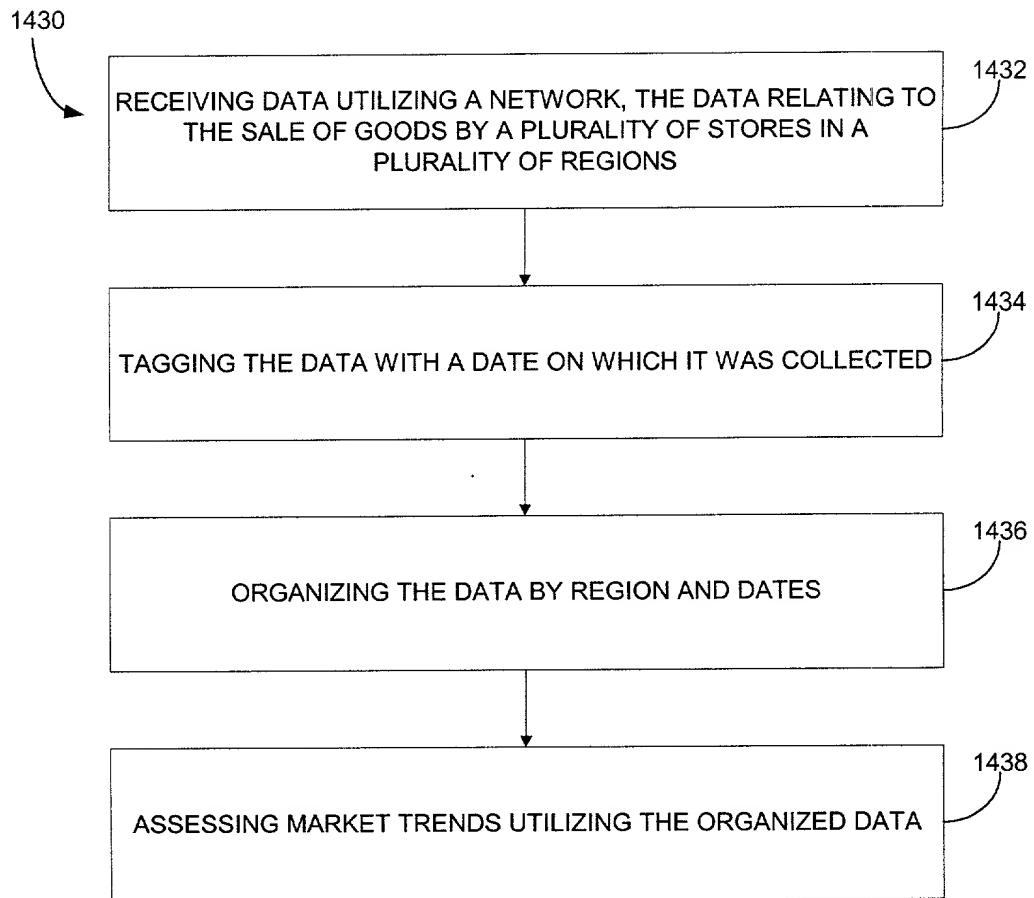 1430
1432
RECEIVING DATA UTILIZING A NETWORK, THE DATA RELATING TO
THE SALE OF GOODS BY A PLURALITY OF STORES IN A
PLURALITY OF REGIONS
1434
TAGGING THE DATA WITH A DATE ON WHICH IT WAS COLLECTED
1436
ORGANIZING THE DATA BY REGION AND DATES
1438
ASSESSING MARKET TRENDS UTILIZING THE ORGANIZED DATA